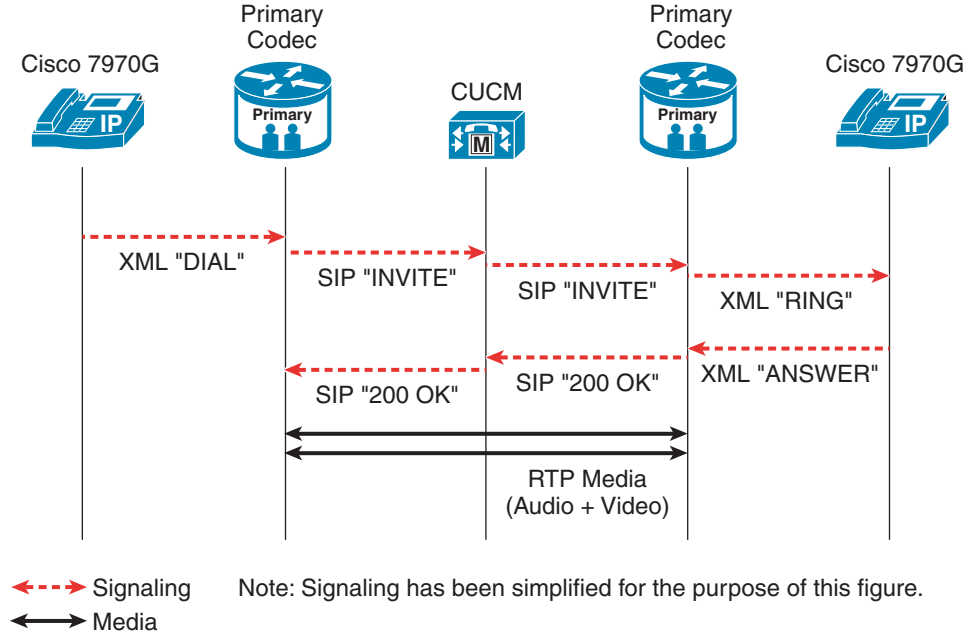 Primary
Codec
Primary
Codec
Cisco 7970G
Cisco 7970G
CUCM
IP
Primary
M
Primary
IP
XML "DIAL"
SIP "INVITE"
SIP "INVITE"
XML "RING"
XML "ANSWER"
SIP "200 OK"
SIP "200 OK"
RTP Media
(Audio + Video)
Signaling
Note: Signaling has been simplified for the purpose of this figure.
Media